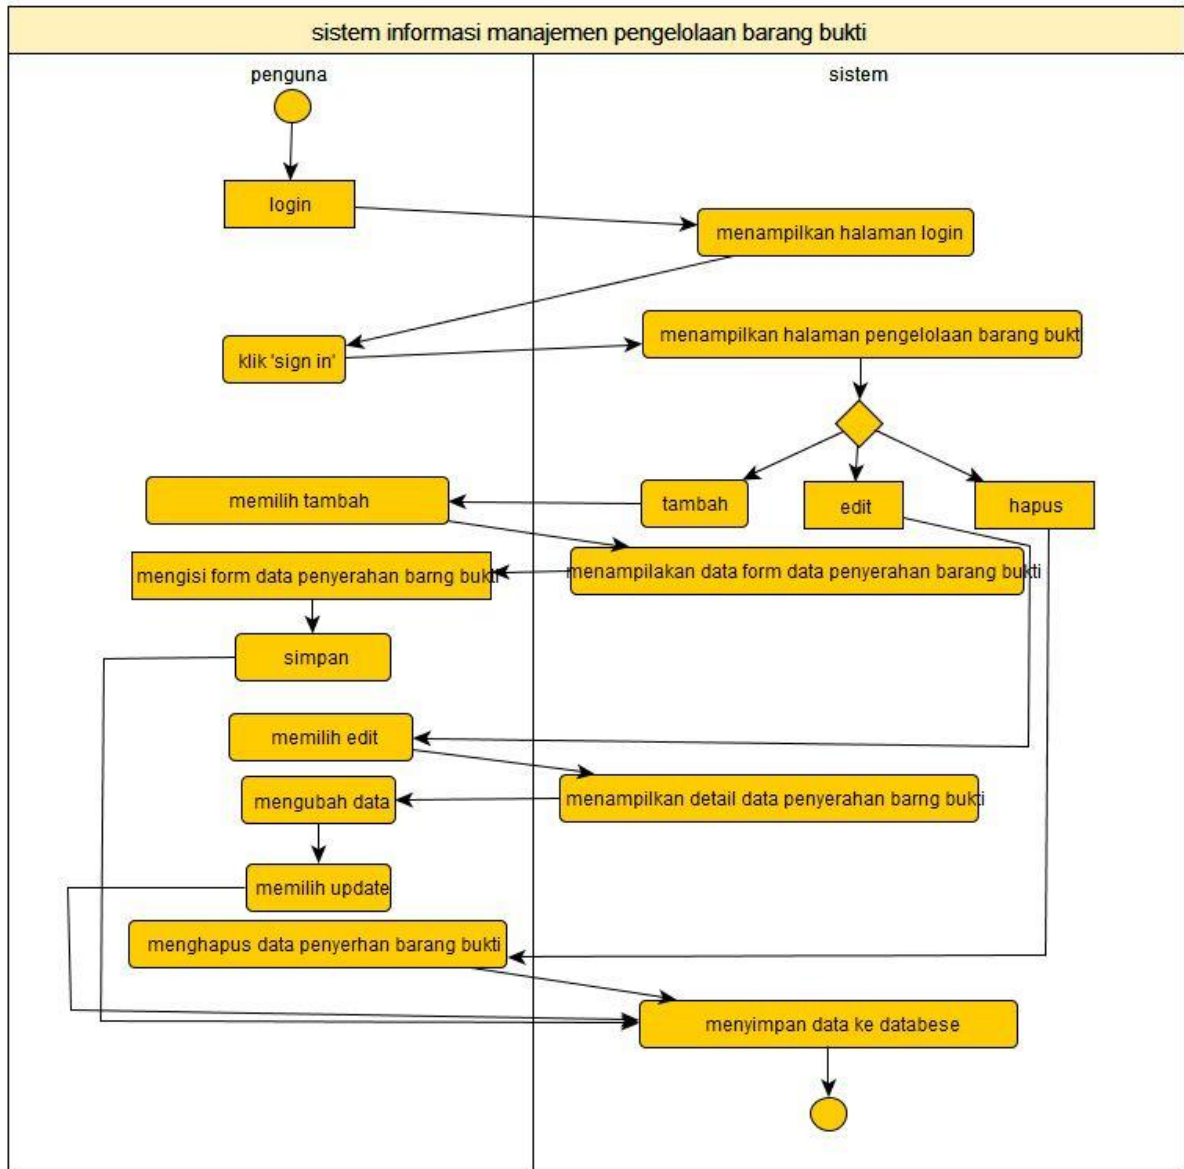 sistem informasi manajemen pengelolaan barang bukti
penguna
sistem
login
menampilkan halaman login
menampilkan halaman pengelolaan barang bukti
klik 'sign in'
memilih tambah
tambah
edit
hapus
mengisi form data penyerahan barng bukti
menampilakan data form data penyerahan barang bukti
simpan
memilih edit
mengubah data
menampilkan detail data penyerahan barng bukti
memilih update
menghapus data penyerhan barang bukti
menyimpan data ke databese